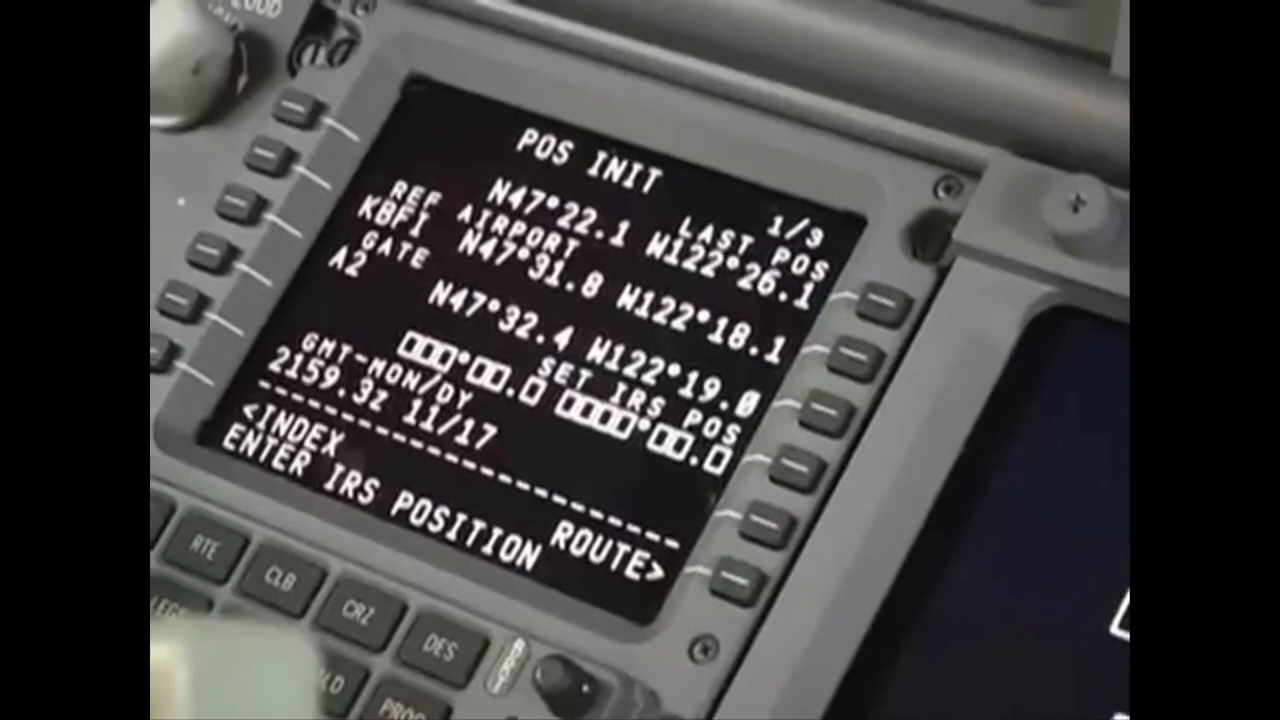 200D
POS INIT
1/3
LAST POS
N47°22.1 W122°26.1
REF AIRPORT
KBFI N47°31.8 W122°18.1
GATE
A2 N47°32.4 W122°19.0
SET IRS POS
□□□°□□.□ □□□□°□□.□
GMT-MON/DY
2159.3z 11/17
--------------------------------
<INDEX ROUTE>
ENTER IRS POSITION
RTE
CLB
CRZ
DES
BRT